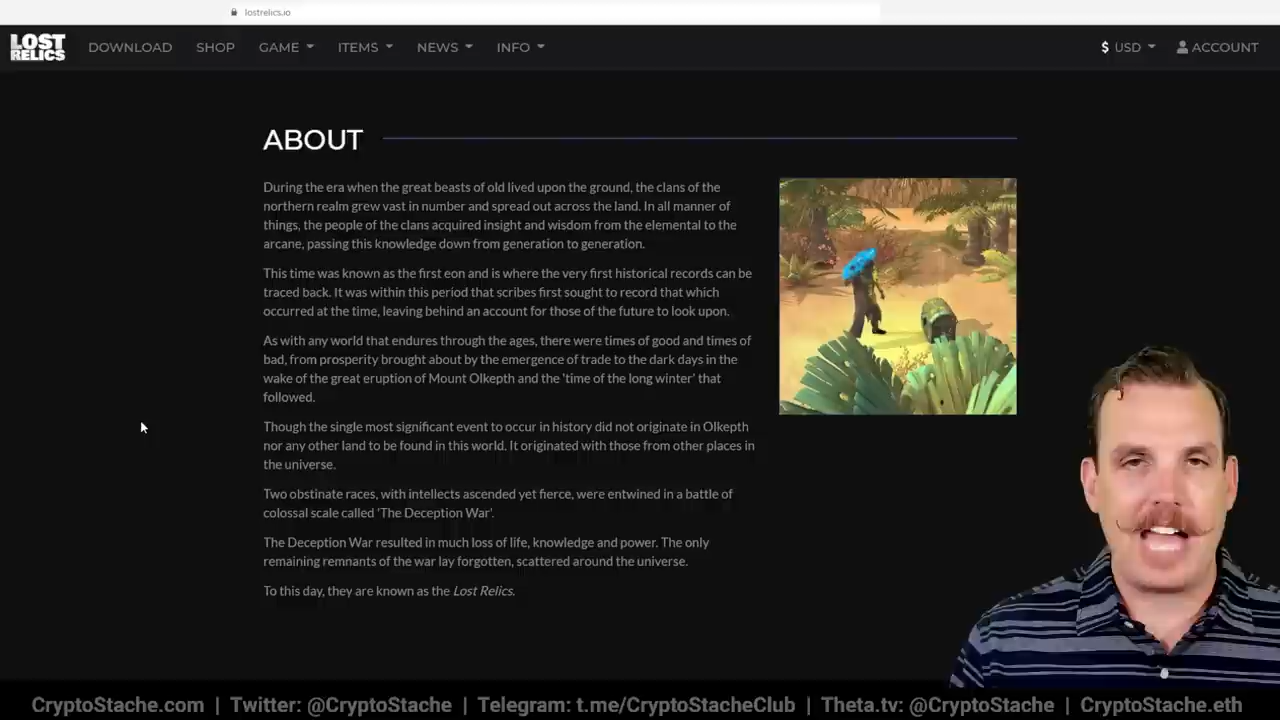 lostrelics.io
LOST
RELICS
DOWNLOAD
SHOP
GAME
ITEMS
NEWS
INFO
$ USD
ACCOUNT
ABOUT
During the era when the great beasts of old lived upon the ground, the clans of the
northern realm grew vast in number and spread out across the land. In all manner of
things, the people of the clans acquired insight and wisdom from the elemental to the
arcane, passing this knowledge down from generation to generation.
This time was known as the first eon and is where the very first historical records can be
traced back. It was within this period that scribes first sought to record that which
occurred at the time, leaving behind an account for those of the future to look upon.
As with any world that endures through the ages, there were times of good and times of
bad, from prosperity brought about by the emergence of trade to the dark days in the
wake of the great eruption of Mount Olkepth and the 'time of the long winter' that
followed.
Though the single most significant event to occur in history did not originate in Olkepth
nor any other land to be found in this world. It originated with those from other places in
the universe.
Two obstinate races, with intellects ascended yet fierce, were entwined in a battle of
colossal scale called 'The Deception War'.
The Deception War resulted in much loss of life, knowledge and power. The only
remaining remnants of the war lay forgotten, scattered around the universe.
To this day, they are known as the Lost Relics.
CryptoStache.com | Twitter: @CryptoStache | Telegram: t.me/CryptoStacheClub | Theta.tv: @CryptoStache | CryptoStache.eth